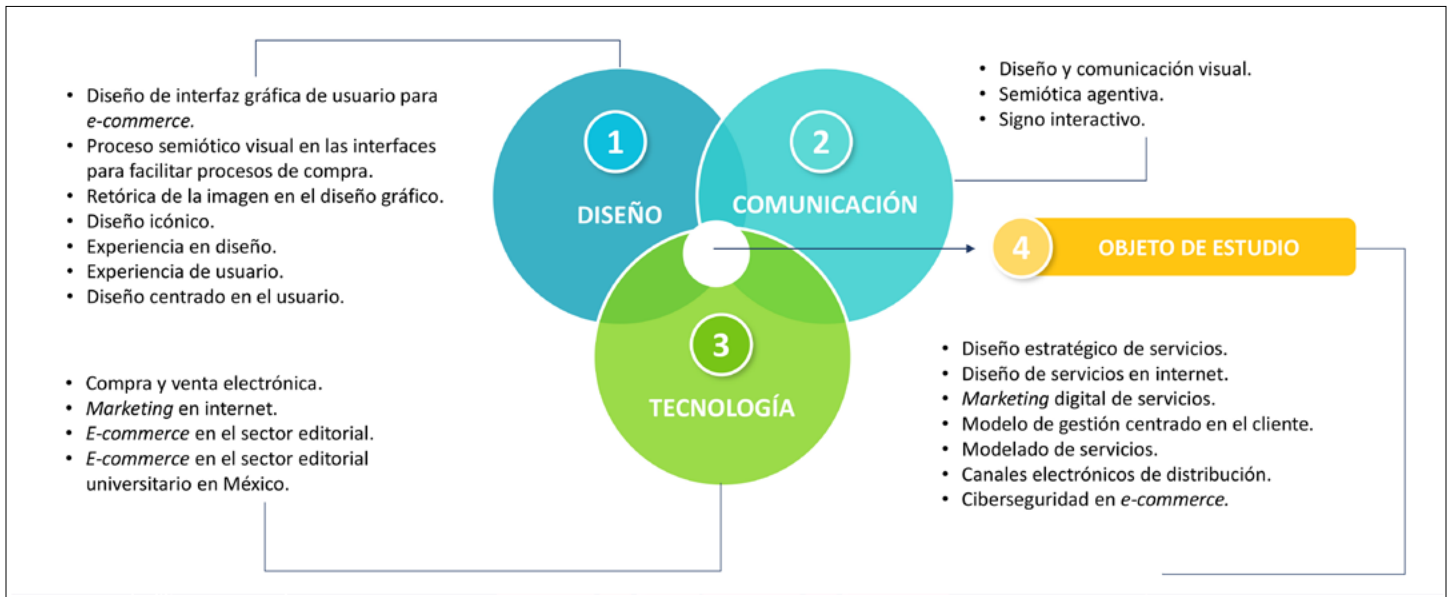 • Diseño de interfaz gráfica de usuario para
e-commerce.
• Proceso semiótico visual en las interfaces
para facilitar procesos de compra.
• Retórica de la imagen en el diseño gráfico.
• Diseño icónico.
• Experiencia en diseño.
• Experiencia de usuario.
• Diseño centrado en el usuario.
1
DISEÑO
2
COMUNICACIÓN
• Diseño y comunicación visual.
• Semiótica agentiva.
• Signo interactivo.
3
TECNOLOGÍA
• Compra y venta electrónica.
• Marketing en internet.
• E-commerce en el sector editorial.
• E-commerce en el sector editorial
universitario en México.
4
OBJETO DE ESTUDIO
• Diseño estratégico de servicios.
• Diseño de servicios en internet.
• Marketing digital de servicios.
• Modelo de gestión centrado en el cliente.
• Modelado de servicios.
• Canales electrónicos de distribución.
• Ciberseguridad en e-commerce.